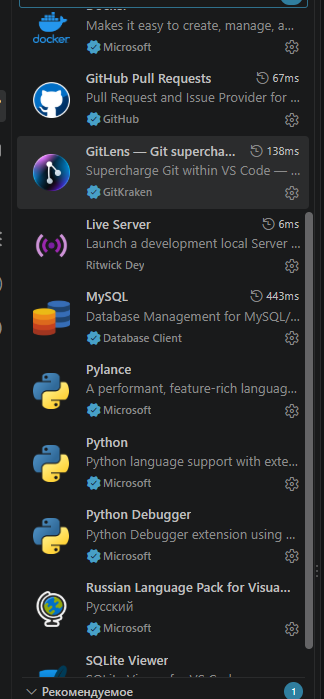 Docker
docker
Makes it easy to create, manage, a...
Microsoft
GitHub Pull Requests 67ms
Pull Request and Issue Provider for ...
GitHub
GitLens — Git supercha... 138ms
Supercharge Git within VS Code — ...
GitKraken
Live Server 6ms
Launch a development local Server ...
Ritwick Dey
MySQL 443ms
Database Management for MySQL/...
Database Client
Pylance
A performant, feature-rich languag...
Microsoft
Python
Python language support with exte...
Microsoft
Python Debugger
Python Debugger extension using ...
Microsoft
Russian Language Pack for Visua...
Русский
Microsoft
SQLite Viewer
Рекомендуемое 1